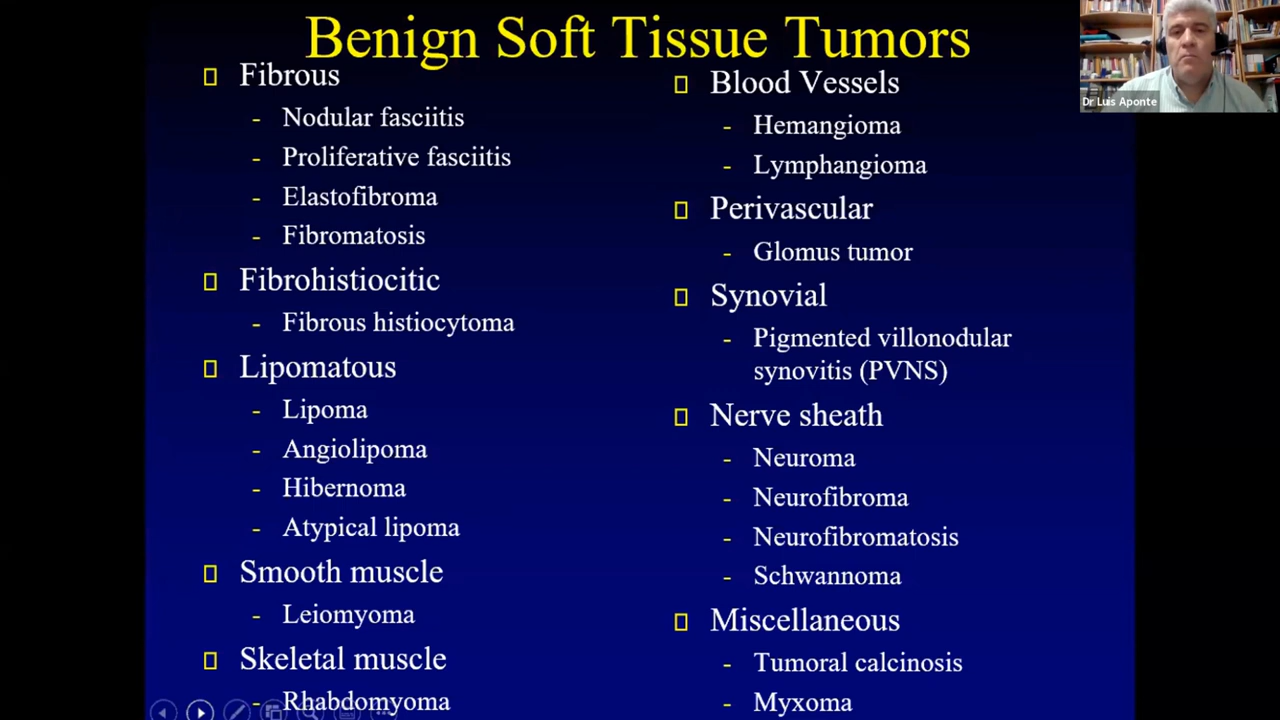 Benign Soft Tissue Tumors
Fibrous
- Nodular fasciitis
- Proliferative fasciitis
- Elastofibroma
- Fibromatosis
Fibrohistiocitic
- Fibrous histiocytoma
Lipomatous
- Lipoma
- Angiolipoma
- Hibernoma
- Atypical lipoma
Smooth muscle
- Leiomyoma
Skeletal muscle
- Rhabdomyoma
Blood Vessels
- Hemangioma
- Lymphangioma
Perivascular
- Glomus tumor
Synovial
- Pigmented villonodular
synovitis (PVNS)
Nerve sheath
- Neuroma
- Neurofibroma
- Neurofibromatosis
- Schwannoma
Miscellaneous
- Tumoral calcinosis
- Myxoma
Dr Luis Aponte